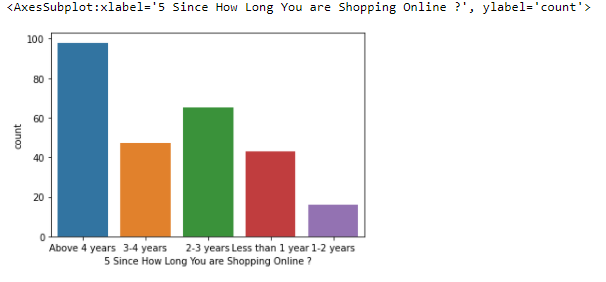 <AxesSubplot:xlabel='5 Since How Long You are Shopping Online ?', ylabel='count'>
100
80
60
40
20
0
count
Above 4 years 3-4 years 2-3 years Less than 1 year 1-2 years
5 Since How Long You are Shopping Online ?